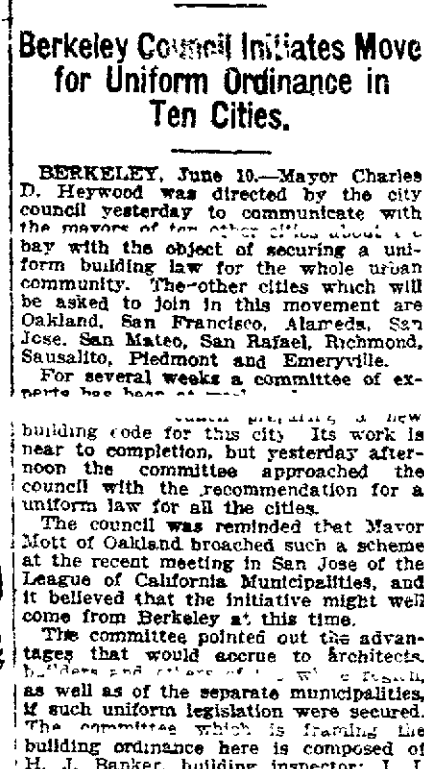 Berkeley Council Initiates Move
for Uniform Ordinance in
Ten Cities.
BERKELEY, June 10.—Mayor Charles
D. Heywood was directed by the city
council yesterday to communicate with
the mayors of ten other cities about the
bay with the object of securing a uni-
form building law for the whole urban
community. The other cities which will
be asked to join in this movement are
Oakland, San Francisco, Alameda, San
Jose, San Mateo, San Rafael, Richmond,
Sausalito, Piedmont and Emeryville.
For several weeks a committee of ex-
perts has been at
preparing a new
building code for this city Its work is
near to completion, but yesterday after-
noon the committee approached the
council with the recommendation for a
uniform law for all the cities.
The council was reminded that Mayor
Mott of Oakland broached such a scheme
at the recent meeting in San Jose of the
League of California Municipalities, and
it believed that the initiative might well
come from Berkeley at this time.
The committee pointed out the advan-
tages that would accrue to architects,
builders and others of
as well as of the separate municipalities,
if such uniform legislation were secured.
The committee which is framing the
building ordinance here is composed of
H. J. Banker, building inspector; J. J.